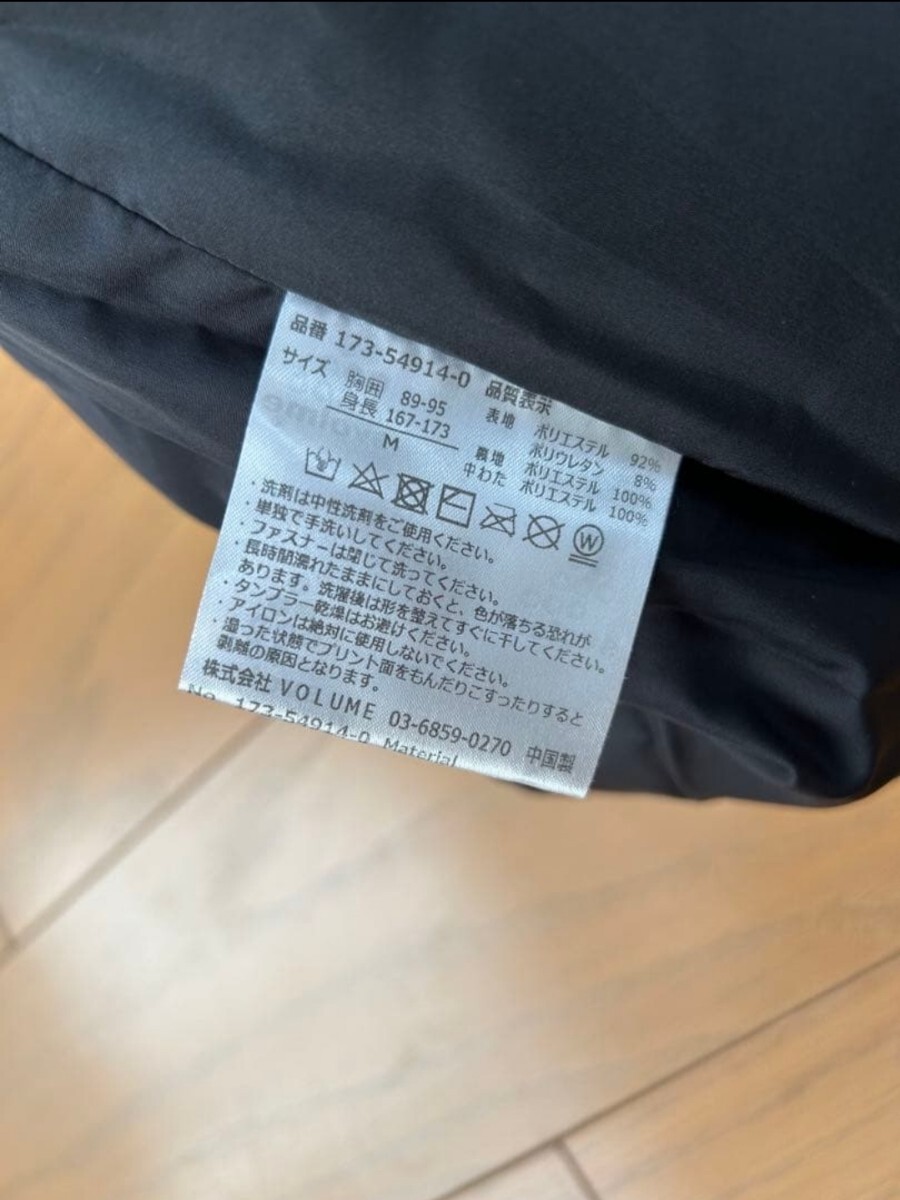 品番 173-54914-0 品質表示
サイズ 胸囲 89-95 表地 ポリエステル 92%
身長 167-173 ポリウレタン 8%
M 裏地 ポリエステル 100%
中わた ポリエステル 100%
W
・洗剤は中性洗剤をご使用ください。
・単独で手洗いしてください。
・ファスナーは閉じて洗ってください。
・長時間濡れたままにしておくと、色が落ちる恐れが
あります。洗濯後は形を整えてすぐに干してください。
・タンブラー乾燥はお避けください。
・アイロンは絶対に使用しないでください。
・湿った状態でプリント面をもんだりこすったりすると
剥離の原因となります。
株式会社 VOLUME 03-6859-0270 中国製
No. 173-54914-0 Material